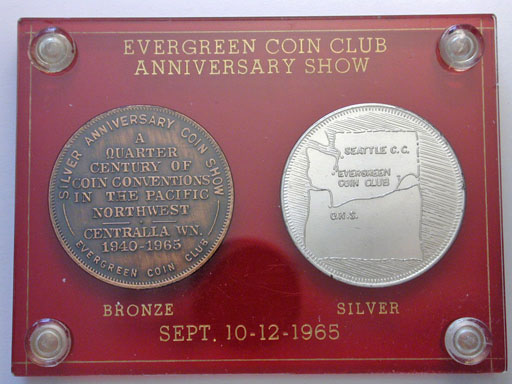 EVERGREEN COIN CLUB
ANNIVERSARY SHOW
SILVER ANNIVERSARY COIN SHOW
A
QUARTER
CENTURY OF
COIN CONVENTIONS
IN THE PACIFIC
NORTHWEST
CENTRALIA WN.
1940-1965
EVERGREEN COIN CLUB
SEATTLE C.C.
EVERGREEN
COIN CLUB
O.N.S.
BRONZE
SILVER
SEPT. 10-12-1965